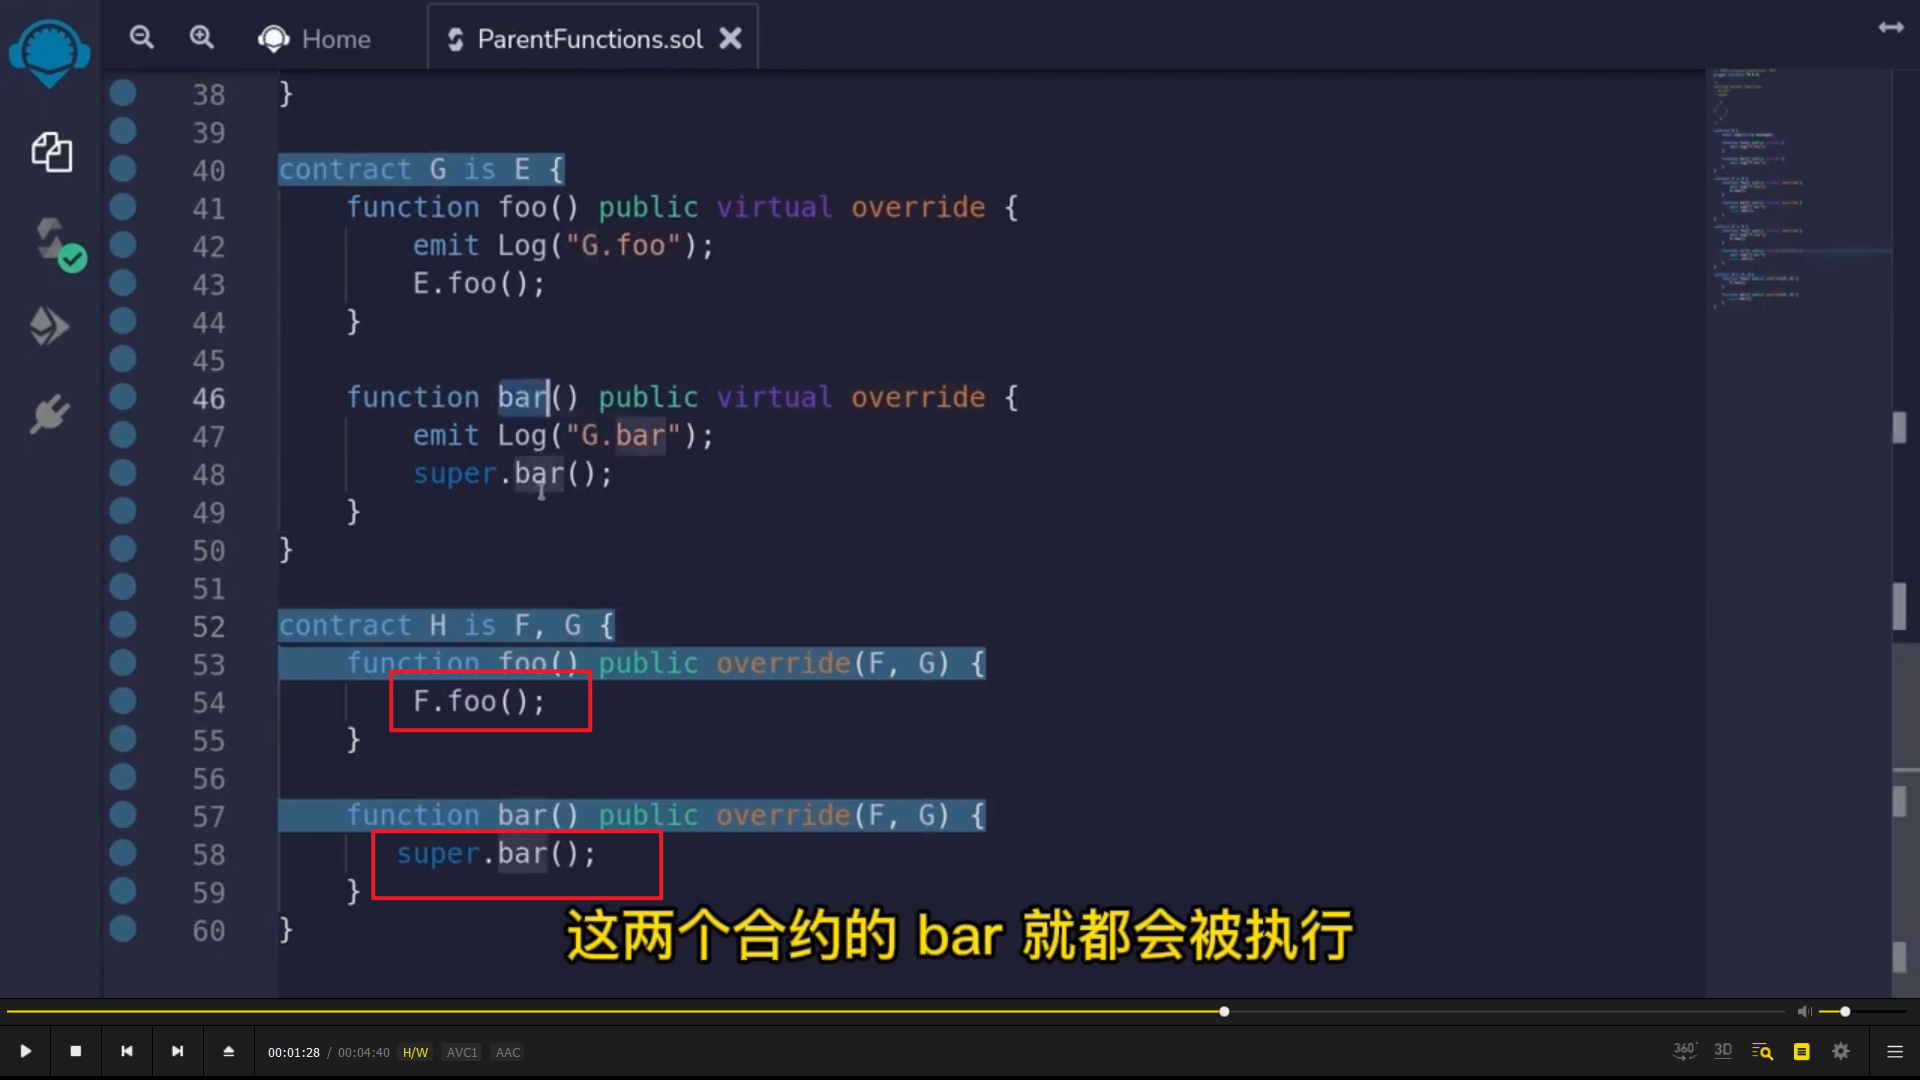 Home
ParentFunctions.sol
38 }
39
40 contract G is E {
41 function foo() public virtual override {
42 emit Log("G.foo");
43 E.foo();
44 }
45
46 function bar() public virtual override {
47 emit Log("G.bar");
48 super.bar();
49 }
50 }
51
52 contract H is F, G {
53 function foo() public override(F, G) {
54 F.foo();
55 }
56
57 function bar() public override(F, G) {
58 super.bar();
59 }
60 }
这两个合约的 bar 就都会被执行
00:01:28 / 00:04:40 H/W AVC1 AAC
360° 3D